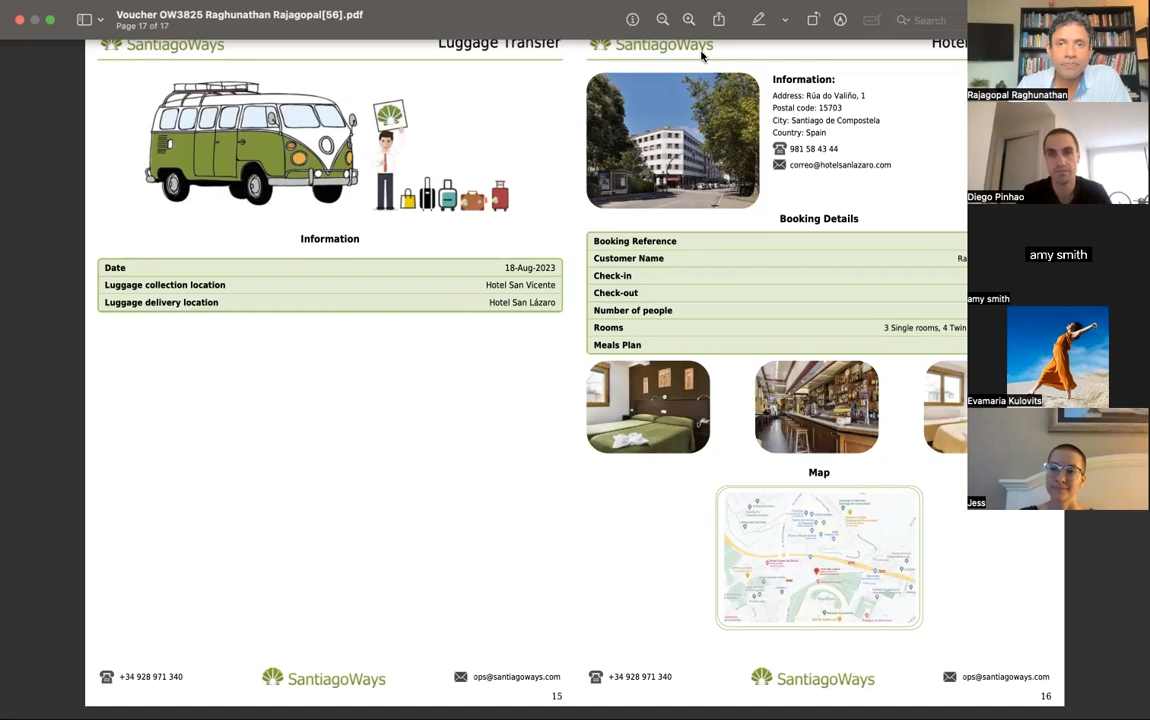 Voucher OW3825 Raghunathan Rajagopal[56].pdf
Page 17 of 17
Search
SantiagoWays
Luggage Transfer
Information
Date 18-Aug-2023
Luggage collection location Hotel San Vicente
Luggage delivery location Hotel San Lázaro
+34 928 971 340
SantiagoWays
ops@santiagoways.com
15
SantiagoWays
Hotel
Information:
Address: Rúa do Valiño, 1
Postal code: 15703
City: Santiago de Compostela
Country: Spain
981 58 43 44
correo@hotelsanlazaro.com
Booking Details
Booking Reference
Customer Name Ra
Check-in
Check-out
Number of people
Rooms 3 Single rooms, 4 Twin
Meals Plan
Map
+34 928 971 340
SantiagoWays
ops@santiagoways.com
16
Rajagopal Raghunathan
Diego Pinhao
amy smith
amy smith
Evamaria Kulovits
Jess